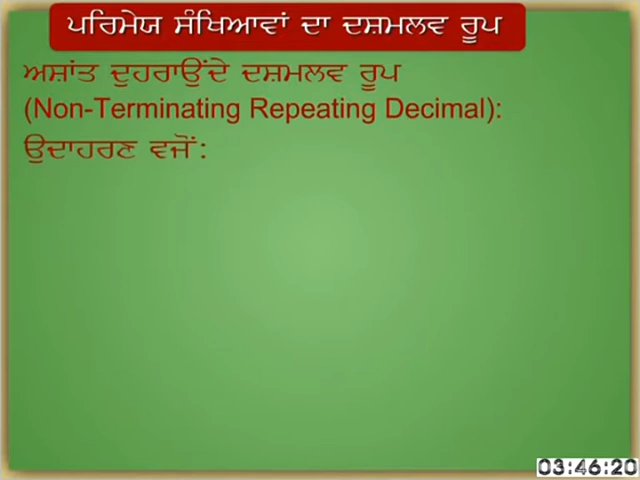 ਪਰਿਮੇਯ ਸੰਖਿਆਵਾਂ ਦਾ ਦਸ਼ਮਲਵ ਰੂਪ
ਅਸ਼ਾਂਤ ਦੁਹਰਾਉਂਦੇ ਦਸ਼ਮਲਵ ਰੂਪ
(Non-Terminating Repeating Decimal):
ਉਦਾਹਰਣ ਵਜੋਂ:
03:46:20